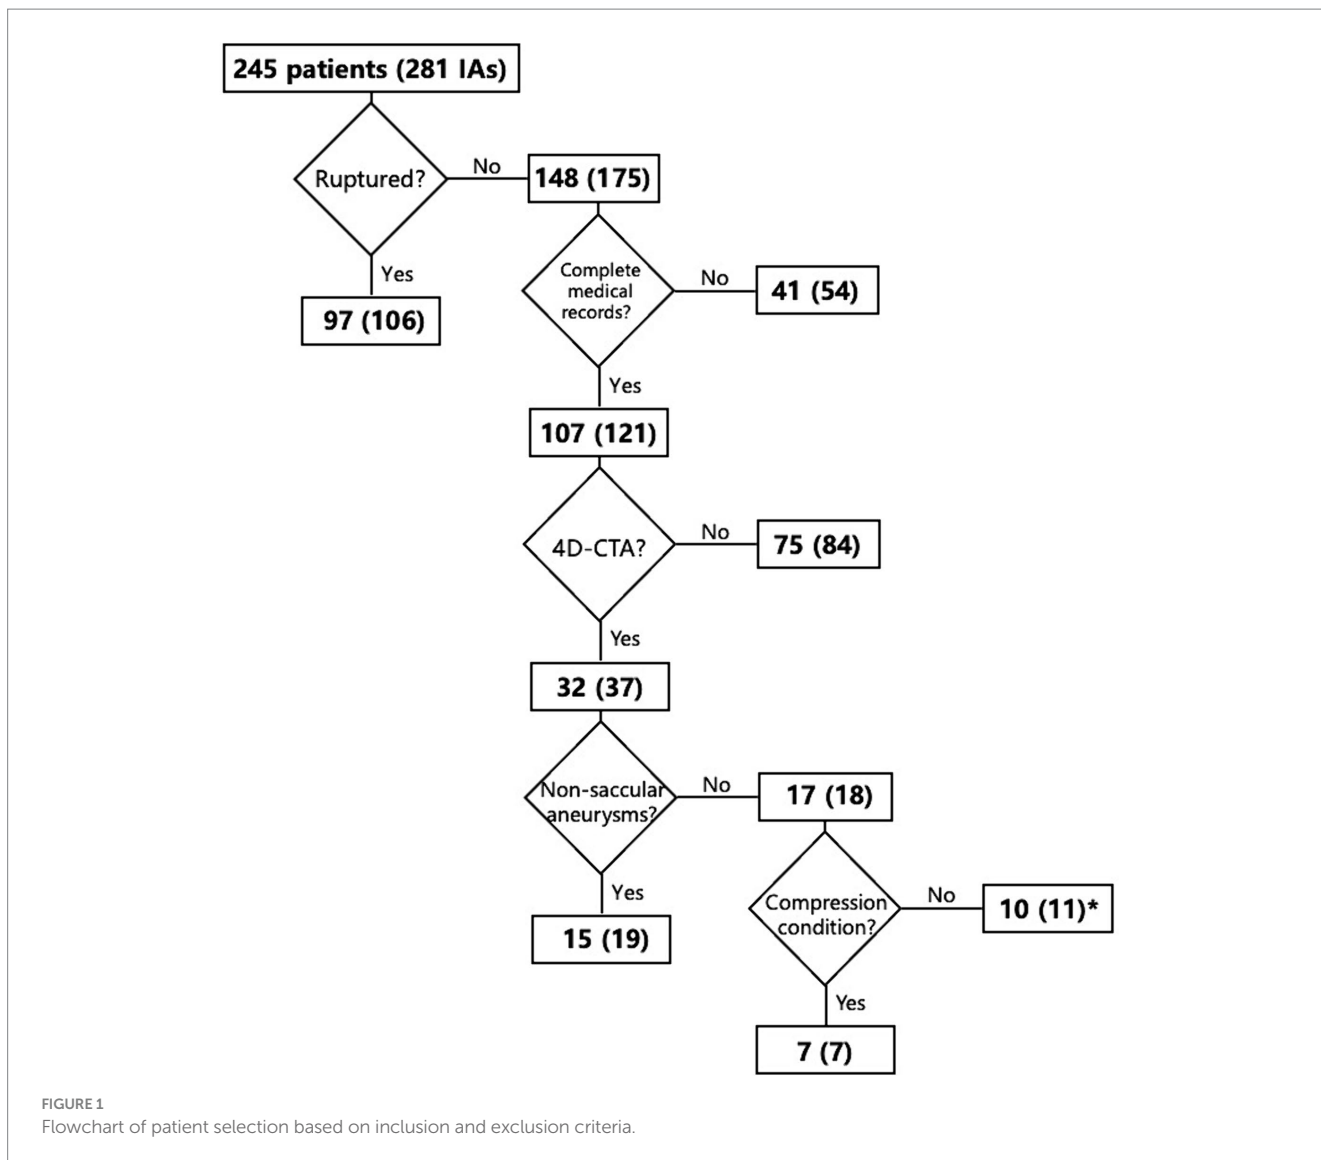 245 patients (281 IAs)
Ruptured?
No
148 (175)
Yes
97 (106)
Complete
medical
records?
No
41 (54)
Yes
107 (121)
4D-CTA?
No
75 (84)
Yes
32 (37)
Non-saccular
aneurysms?
No
17 (18)
Yes
15 (19)
Compression
condition?
No
10 (11)*
Yes
7 (7)
FIGURE 1
Flowchart of patient selection based on inclusion and exclusion criteria.